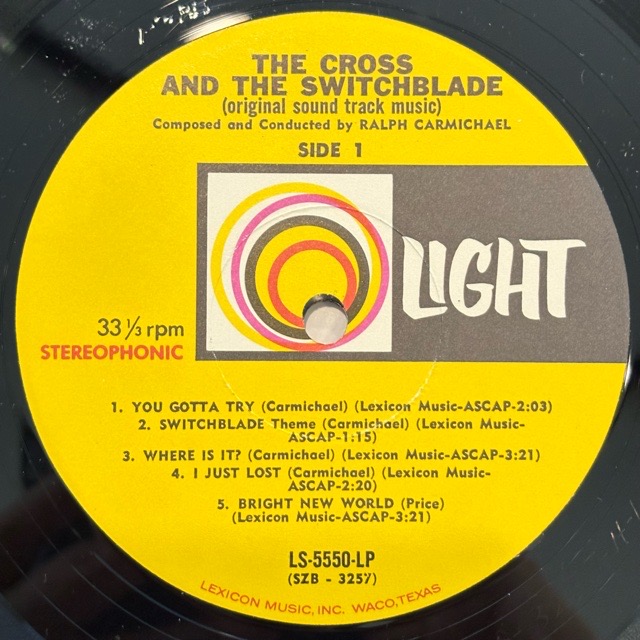 THE CROSS
AND THE SWITCHBLADE
(original sound track music)
Composed and Conducted by RALPH CARMICHAEL
SIDE 1
LIGHT
33 ⅓ rpm
STEREOPHONIC
1. YOU GOTTA TRY (Carmichael) (Lexicon Music-ASCAP-2:03)
2. SWITCHBLADE Theme (Carmichael) (Lexicon Music-
ASCAP-1:15)
3. WHERE IS IT? (Carmichael) (Lexicon Music-ASCAP-3:21)
4. I JUST LOST (Carmichael) (Lexicon Music-
ASCAP-2:20)
5. BRIGHT NEW WORLD (Price)
(Lexicon Music-ASCAP-3:21)
LS-5550-LP
(SZB - 3257)
LEXICON MUSIC, INC. WACO, TEXAS